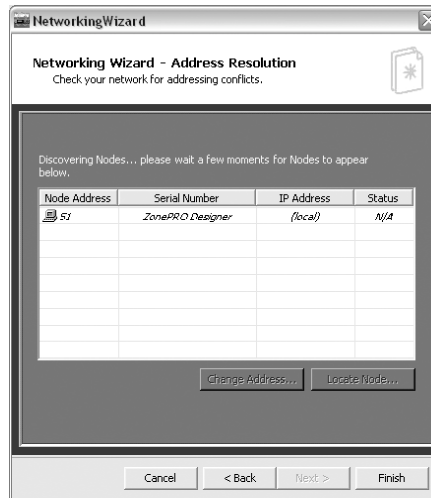 NetworkingWizard
Networking Wizard - Address Resolution
Check your network for addressing conflicts.
Discovering Nodes... please wait a few moments for Nodes to appear
below.
Node Address Serial Number IP Address Status
51 ZonePRO Designer (local) N/A
Change Address... Locate Node...
Cancel < Back Next > Finish